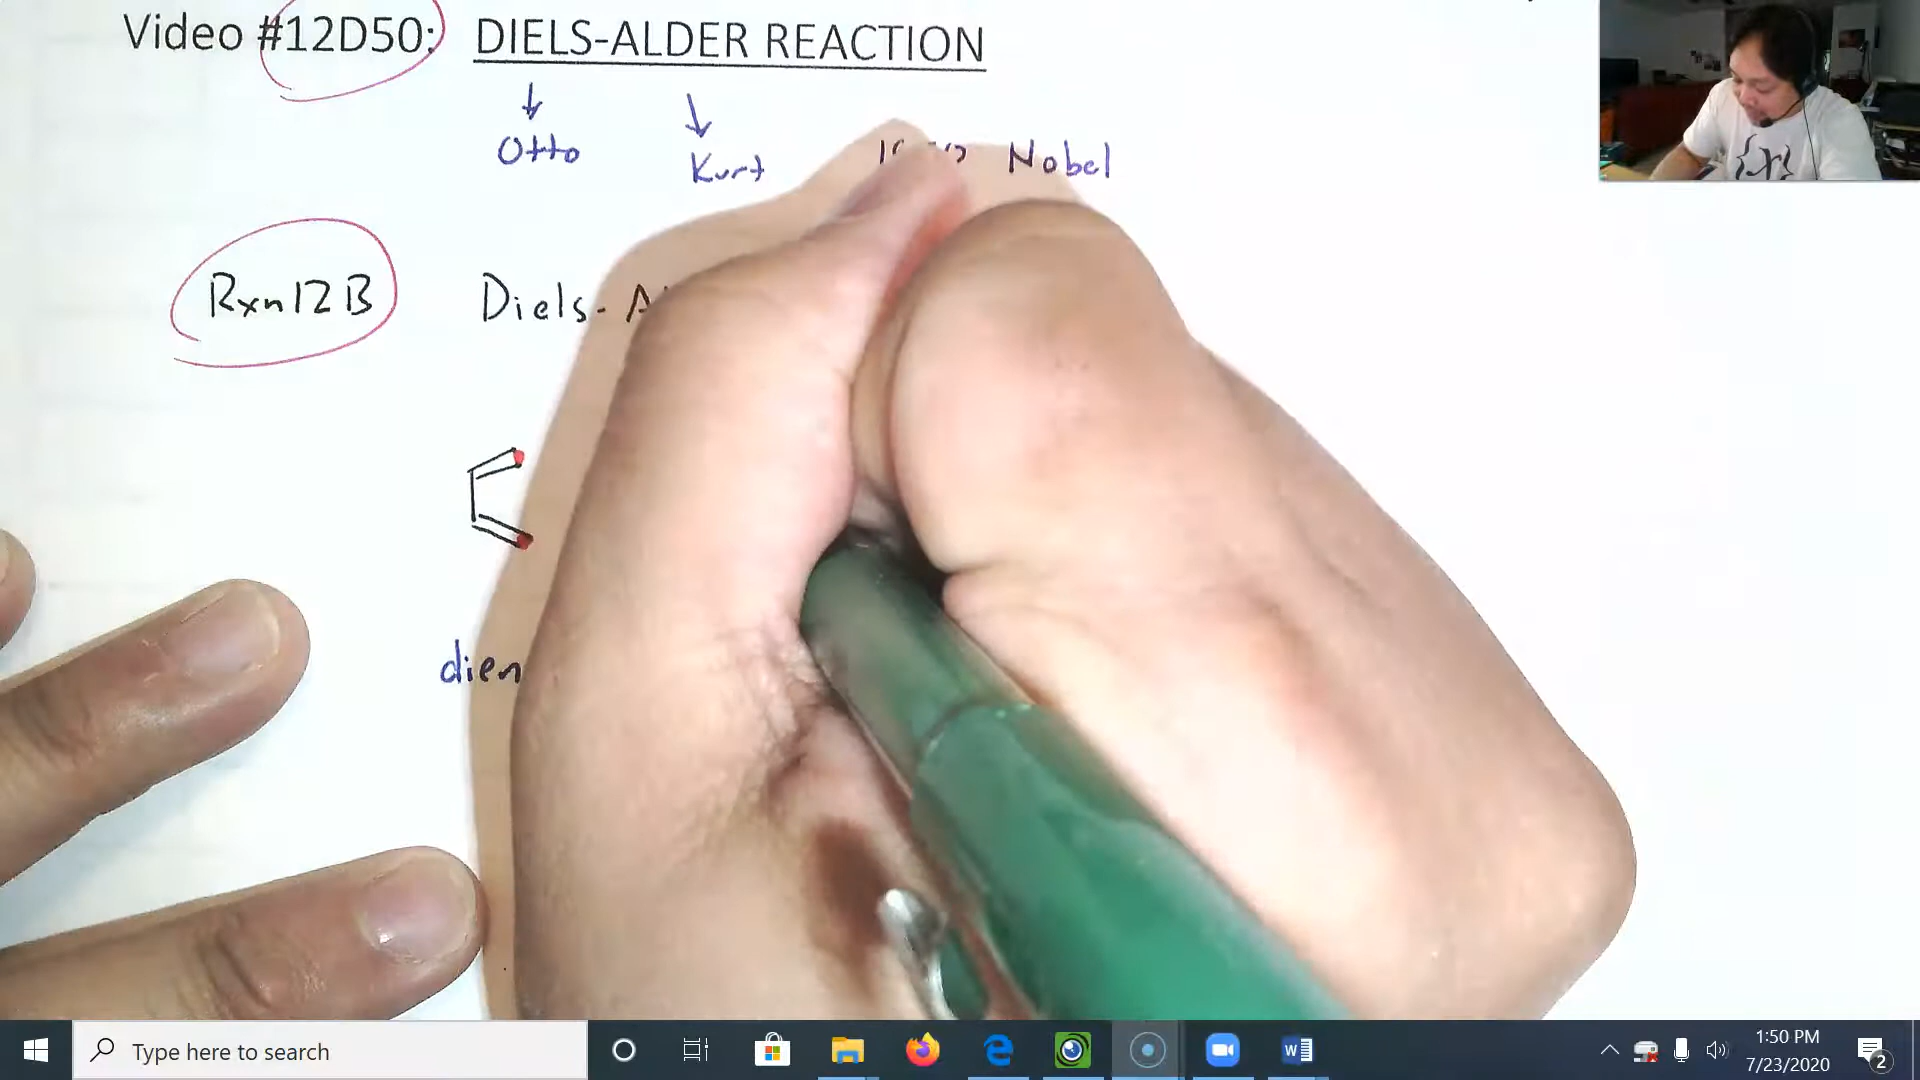 Video #12D50: DIELS-ALDER REACTION
Otto
Kurt
Nobel
Rxn12B
Diels-A
dien
{x}
Type here to search
1:50 PM
7/23/2020
2